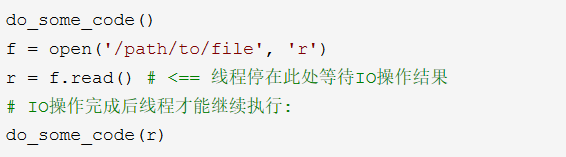 do_some_code()
f = open('/path/to/file', 'r')
r = f.read() # <== 线程停在此处等待IO操作结果
# IO操作完成后线程才能继续执行:
do_some_code(r)